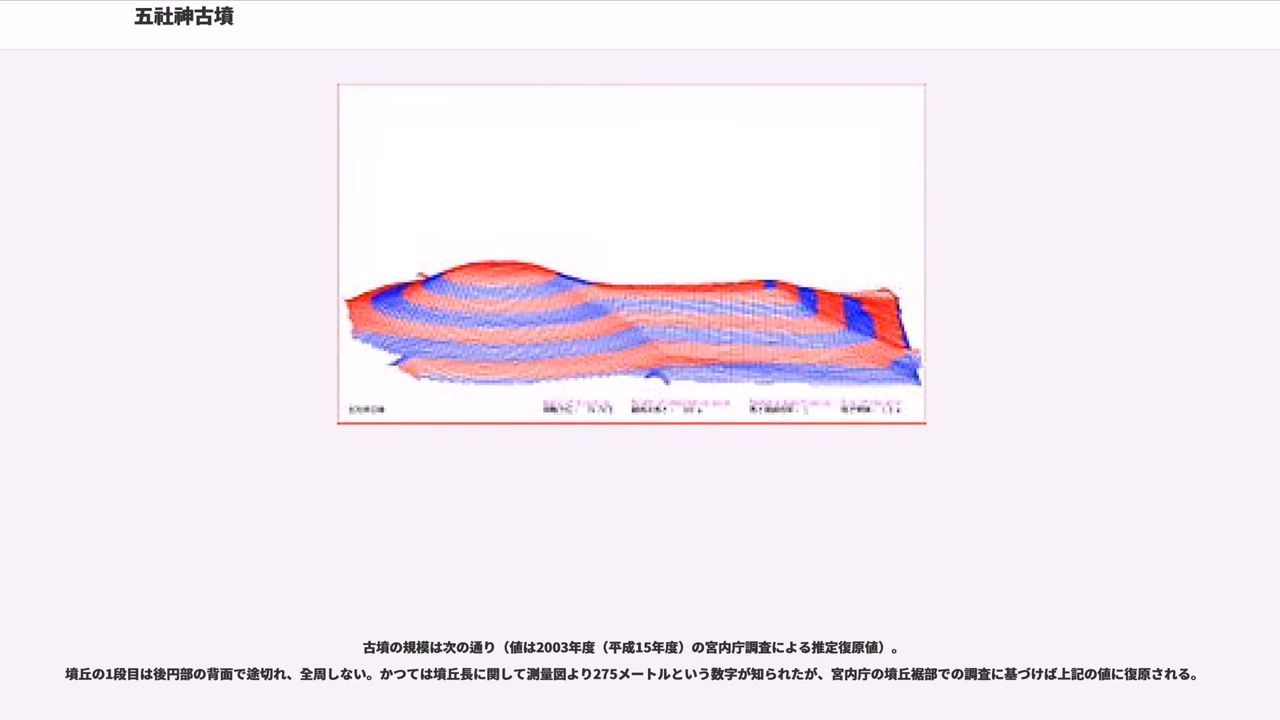 五社神古墳
古墳の規模は次の通り（値は2003年度（平成15年度）の宮内庁調査による推定復原値）。
墳丘の1段目は後円部の背面で途切れ、全周しない。かつては墳丘長に関して測量図より275メートルという数字が知られたが、宮内庁の墳丘裾部での調査に基づけば上記の値に復原される。